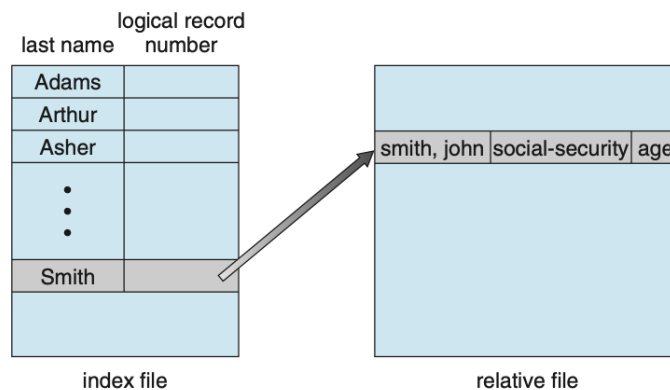 last name
logical record
number
Adams
Arthur
Asher
Smith
index file
smith, john social-security age
relative file